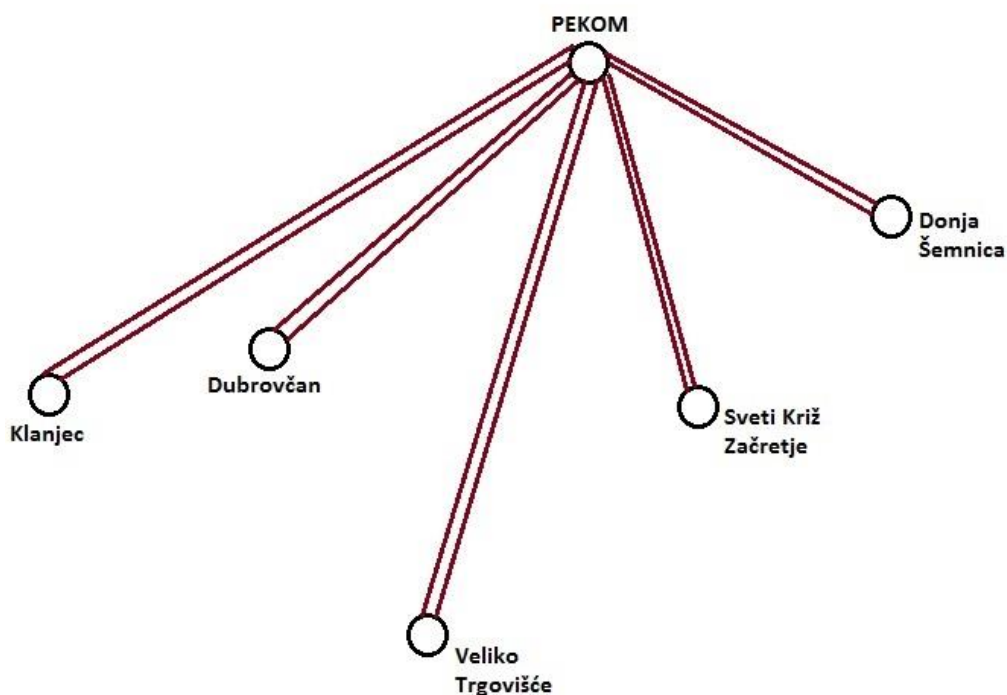 PEKOM
Donja
Šemnica
Dubrovčan
Klanjec
Sveti Križ
Začretje
Veliko
Trgovišće